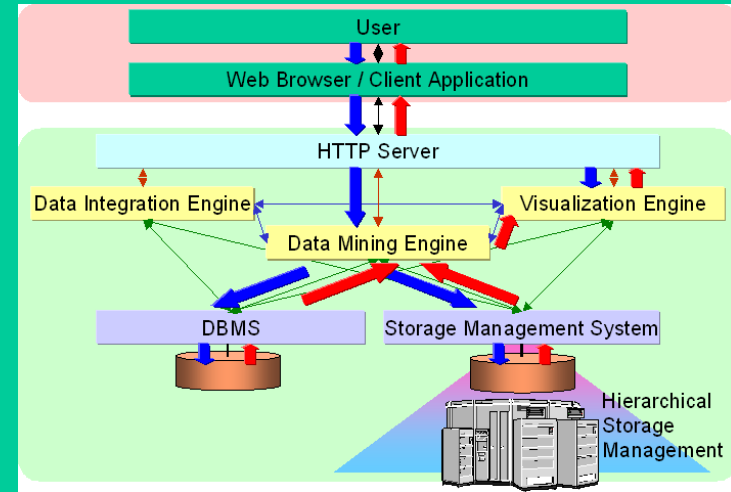 User
Web Browser / Client Application
HTTP Server
Data Integration Engine
Visualization Engine
Data Mining Engine
DBMS
Storage Management System
Hierarchical
Storage
Management